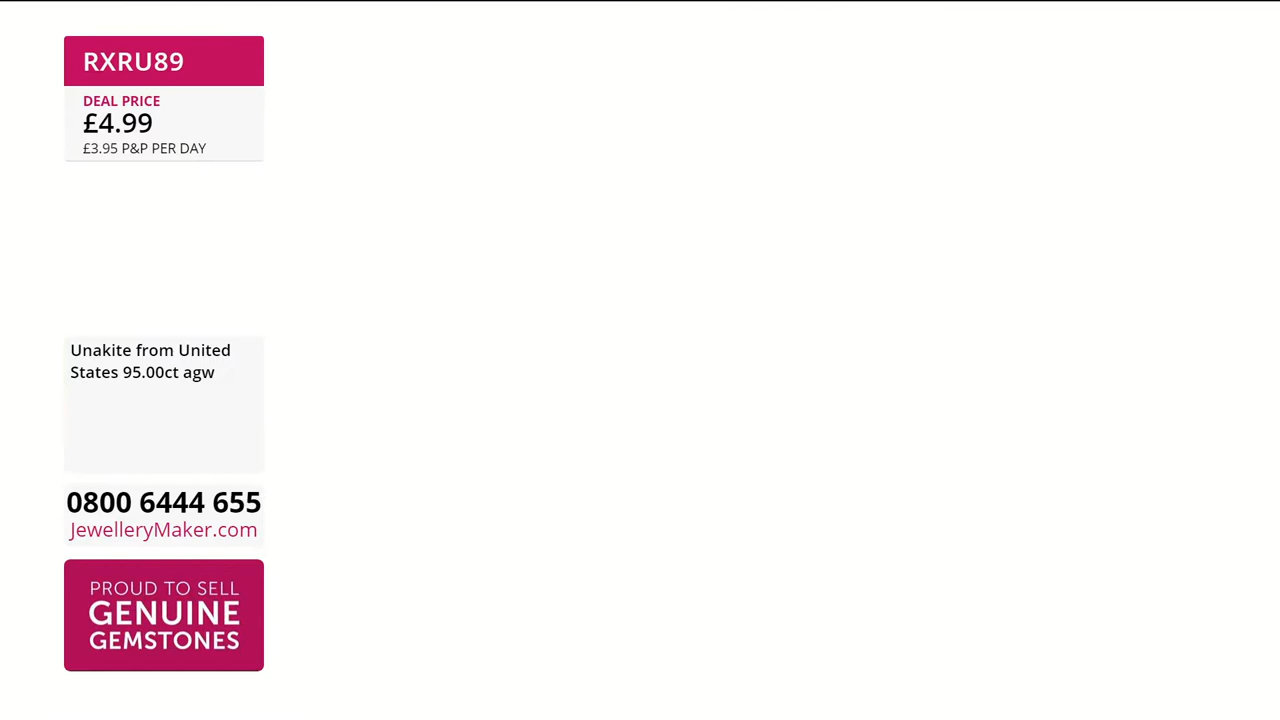 RXRU89
DEAL PRICE
£4.99
£3.95 P&P PER DAY
Unakite from United
States 95.00ct agw
0800 6444 655
JewelleryMaker.com
PROUD TO SELL
GENUINE
GEMSTONES